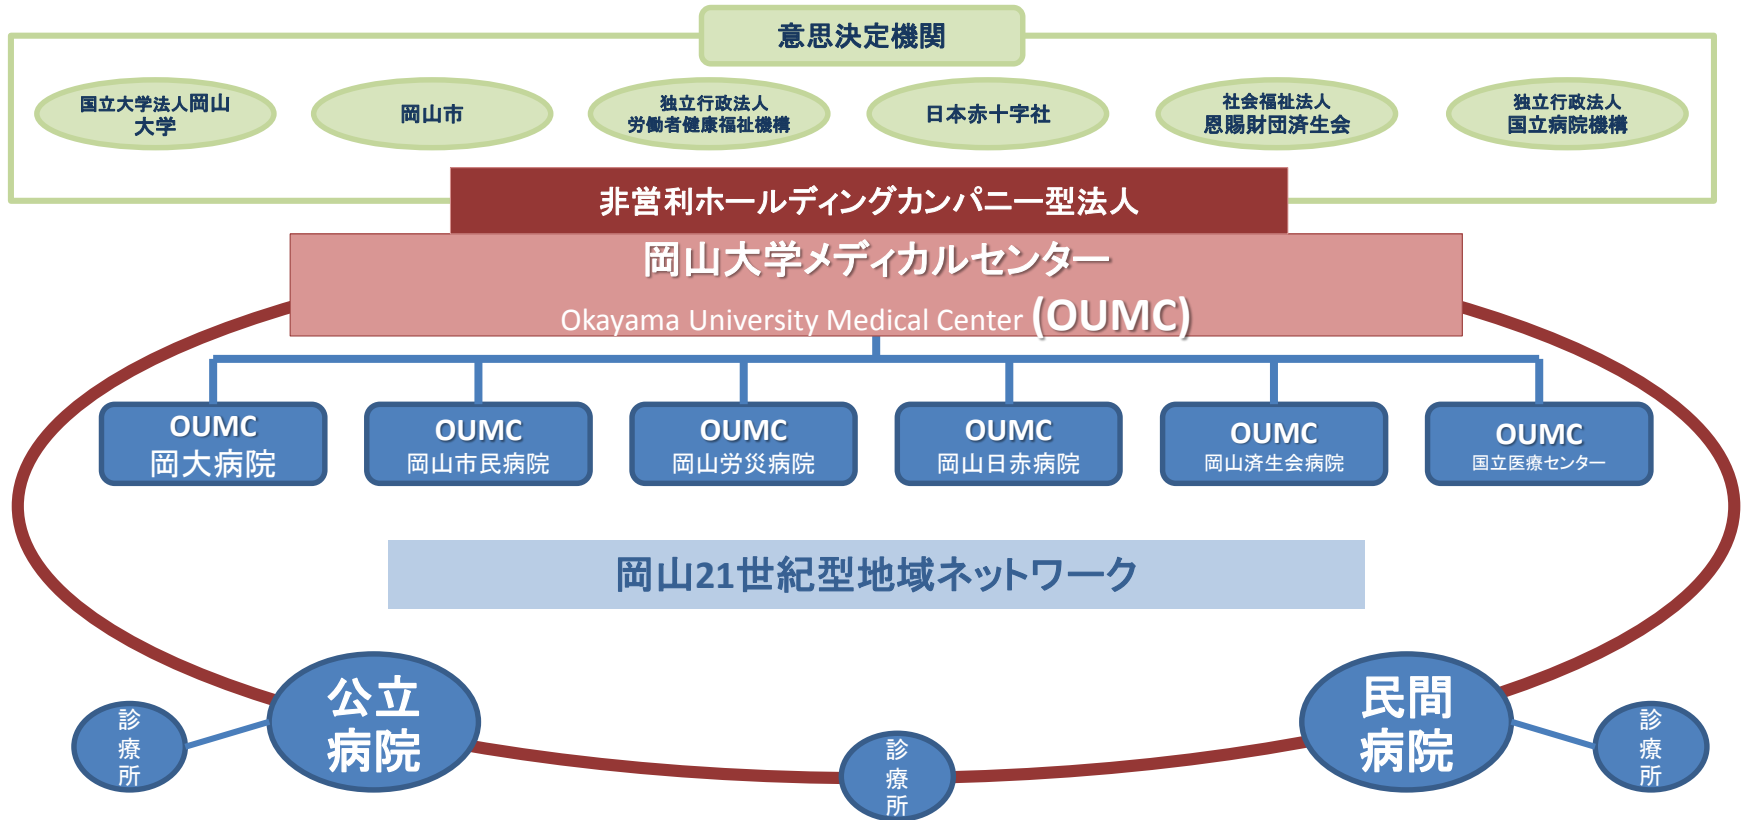 意思決定機関
国立大学法人岡山
大学
岡山市
独立行政法人
労働者健康福祉機構
日本赤十字社
社会福祉法人
恩賜財団済生会
独立行政法人
国立病院機構
非営利ホールディングカンパニー型法人
岡山大学メディカルセンター
Okayama University Medical Center (OUMC)
OUMC
岡大病院
OUMC
岡山市民病院
OUMC
岡山労災病院
OUMC
岡山日赤病院
OUMC
岡山済生会病院
OUMC
国立医療センター
岡山21世紀型地域ネットワーク
公立
病院
民間
病院
診
療
所
診
療
所
診
療
所